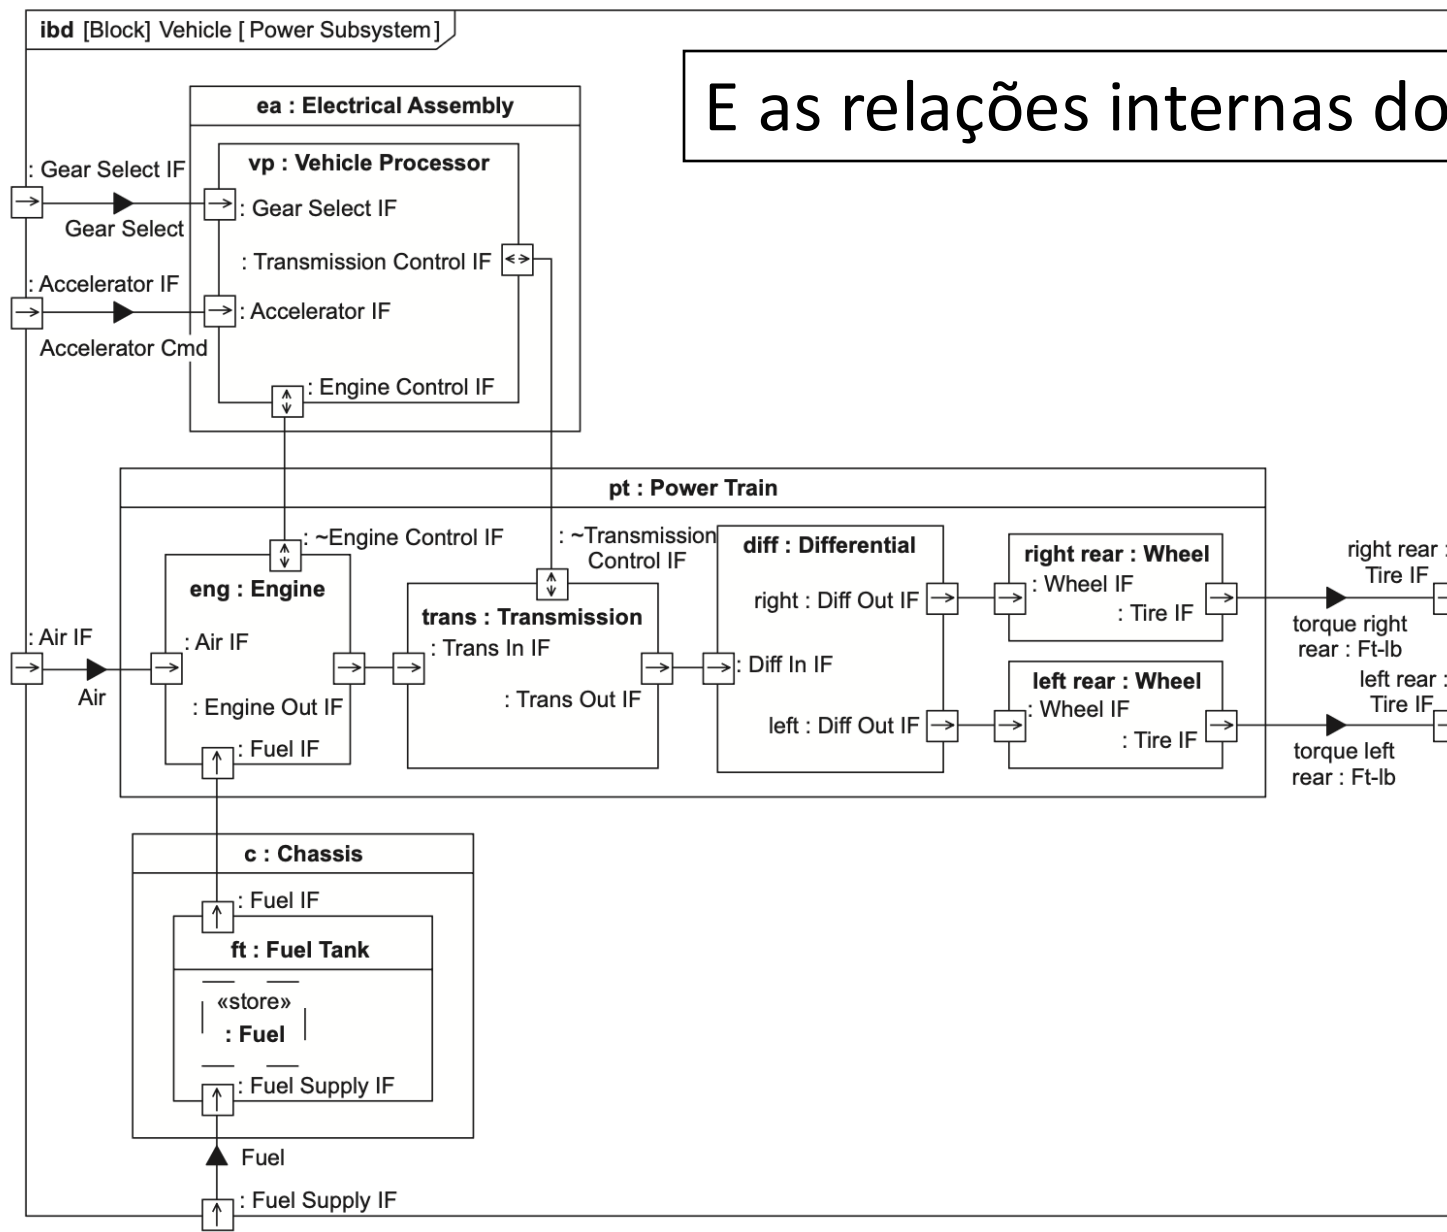 ibd [Block] Vehicle [ Power Subsystem ]
E as relações internas do
ea : Electrical Assembly
vp : Vehicle Processor
: Gear Select IF
: Gear Select IF
Gear Select
: Transmission Control IF
: Accelerator IF
: Accelerator IF
Accelerator Cmd
: Engine Control IF
pt : Power Train
: ~Engine Control IF
: ~Transmission
Control IF
diff : Differential
right rear : Wheel
right rear :
Tire IF
eng : Engine
: Wheel IF
right : Diff Out IF
: Tire IF
trans : Transmission
torque right
rear : Ft-lb
: Air IF
: Air IF
: Trans In IF
: Diff In IF
left rear : Wheel
left rear :
Tire IF
Air
: Engine Out IF
: Trans Out IF
: Wheel IF
left : Diff Out IF
: Tire IF
: Fuel IF
torque left
rear : Ft-lb
c : Chassis
: Fuel IF
ft : Fuel Tank
«store»
: Fuel
: Fuel Supply IF
Fuel
: Fuel Supply IF